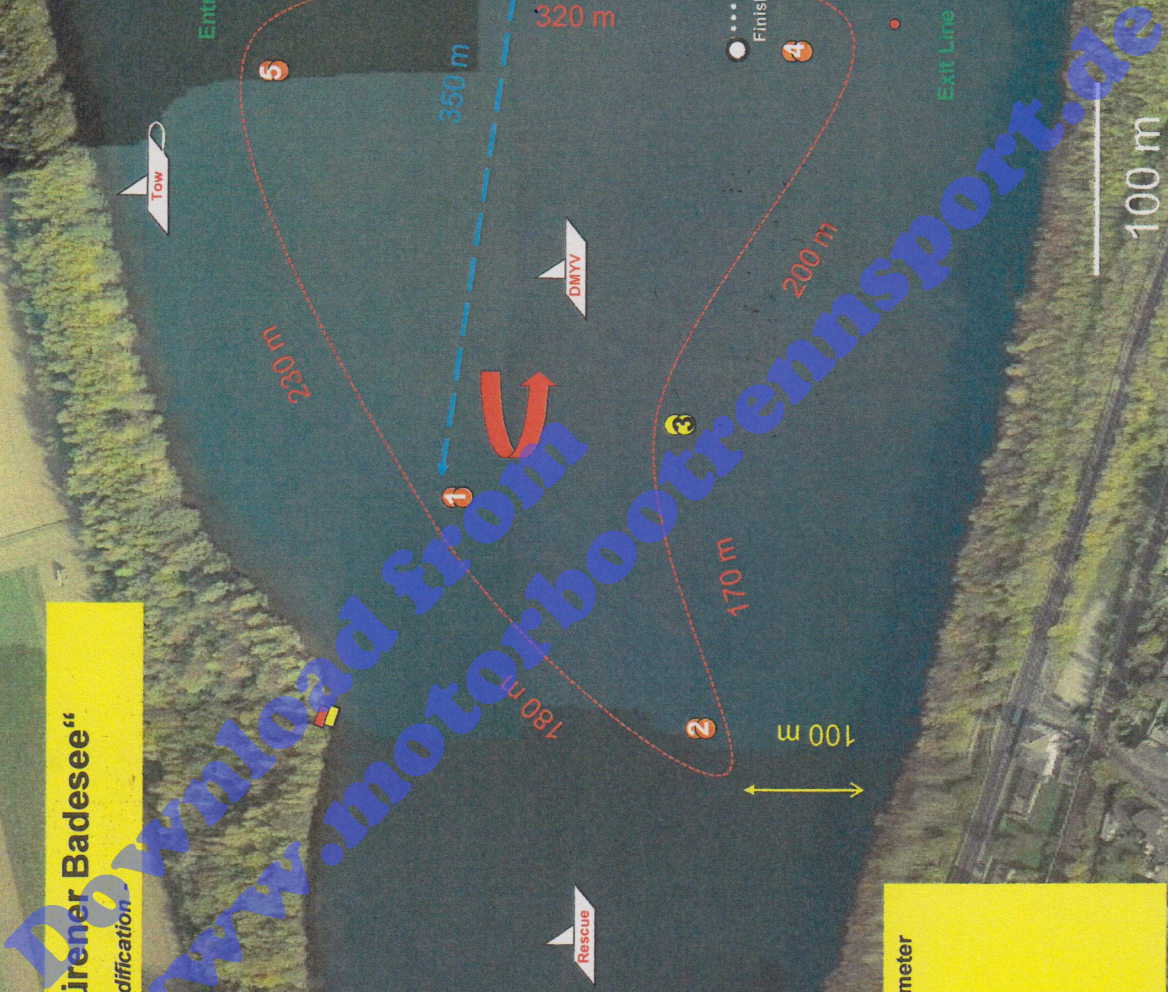 ürener Badesee“
dification -
Entr
5
Tow
320 m
350 m
Finish
4
Exit Line
230 m
DMYV
200 m
100 m
1
3
180 m
170 m
2
100 m
Rescue
meter
Download from
www.motorbootrennsport.de